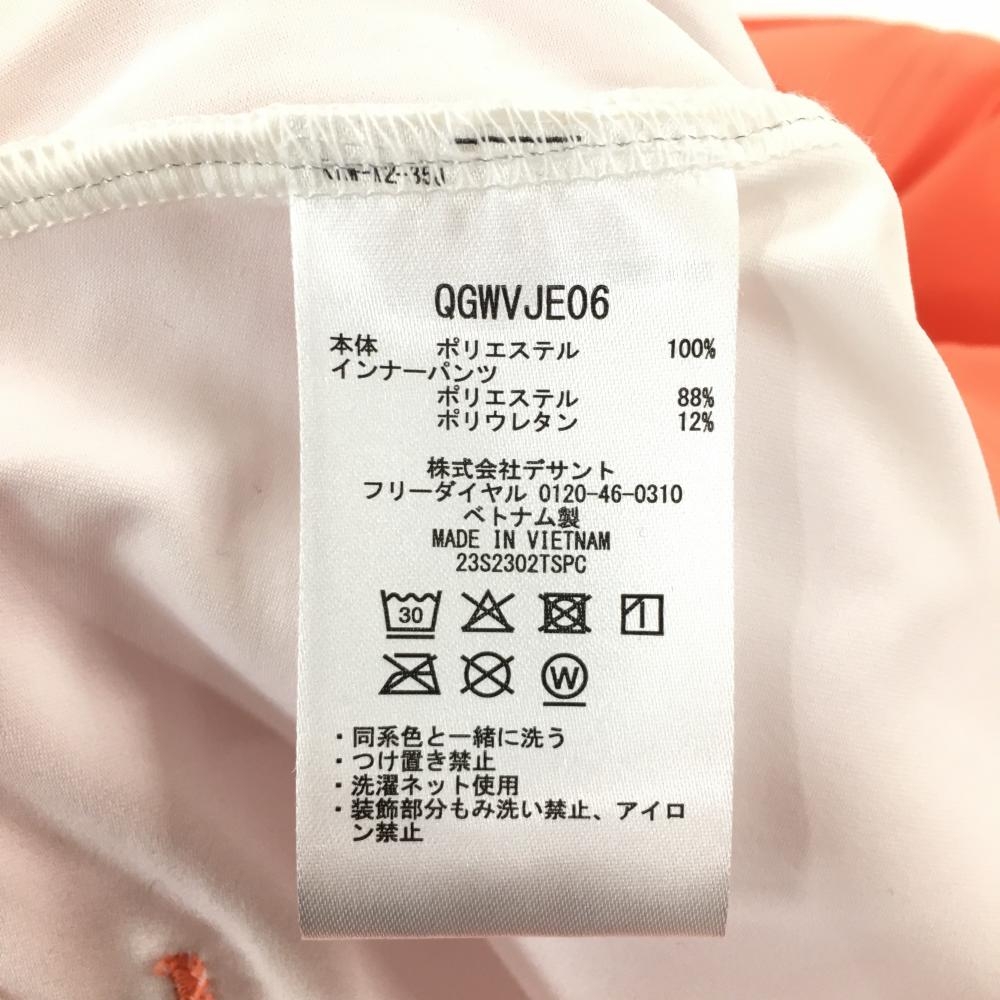 QGWVJE06
本体 ポリエステル 100%
インナーパンツ
ポリエステル 88%
ポリウレタン 12%
株式会社デサント
フリーダイヤル 0120-46-0310
ベトナム製
MADE IN VIETNAM
23S2302TSPC
30
W
・同系色と一緒に洗う
・つけ置き禁止
・洗濯ネット使用
・装飾部分もみ洗い禁止、アイロ
ン禁止